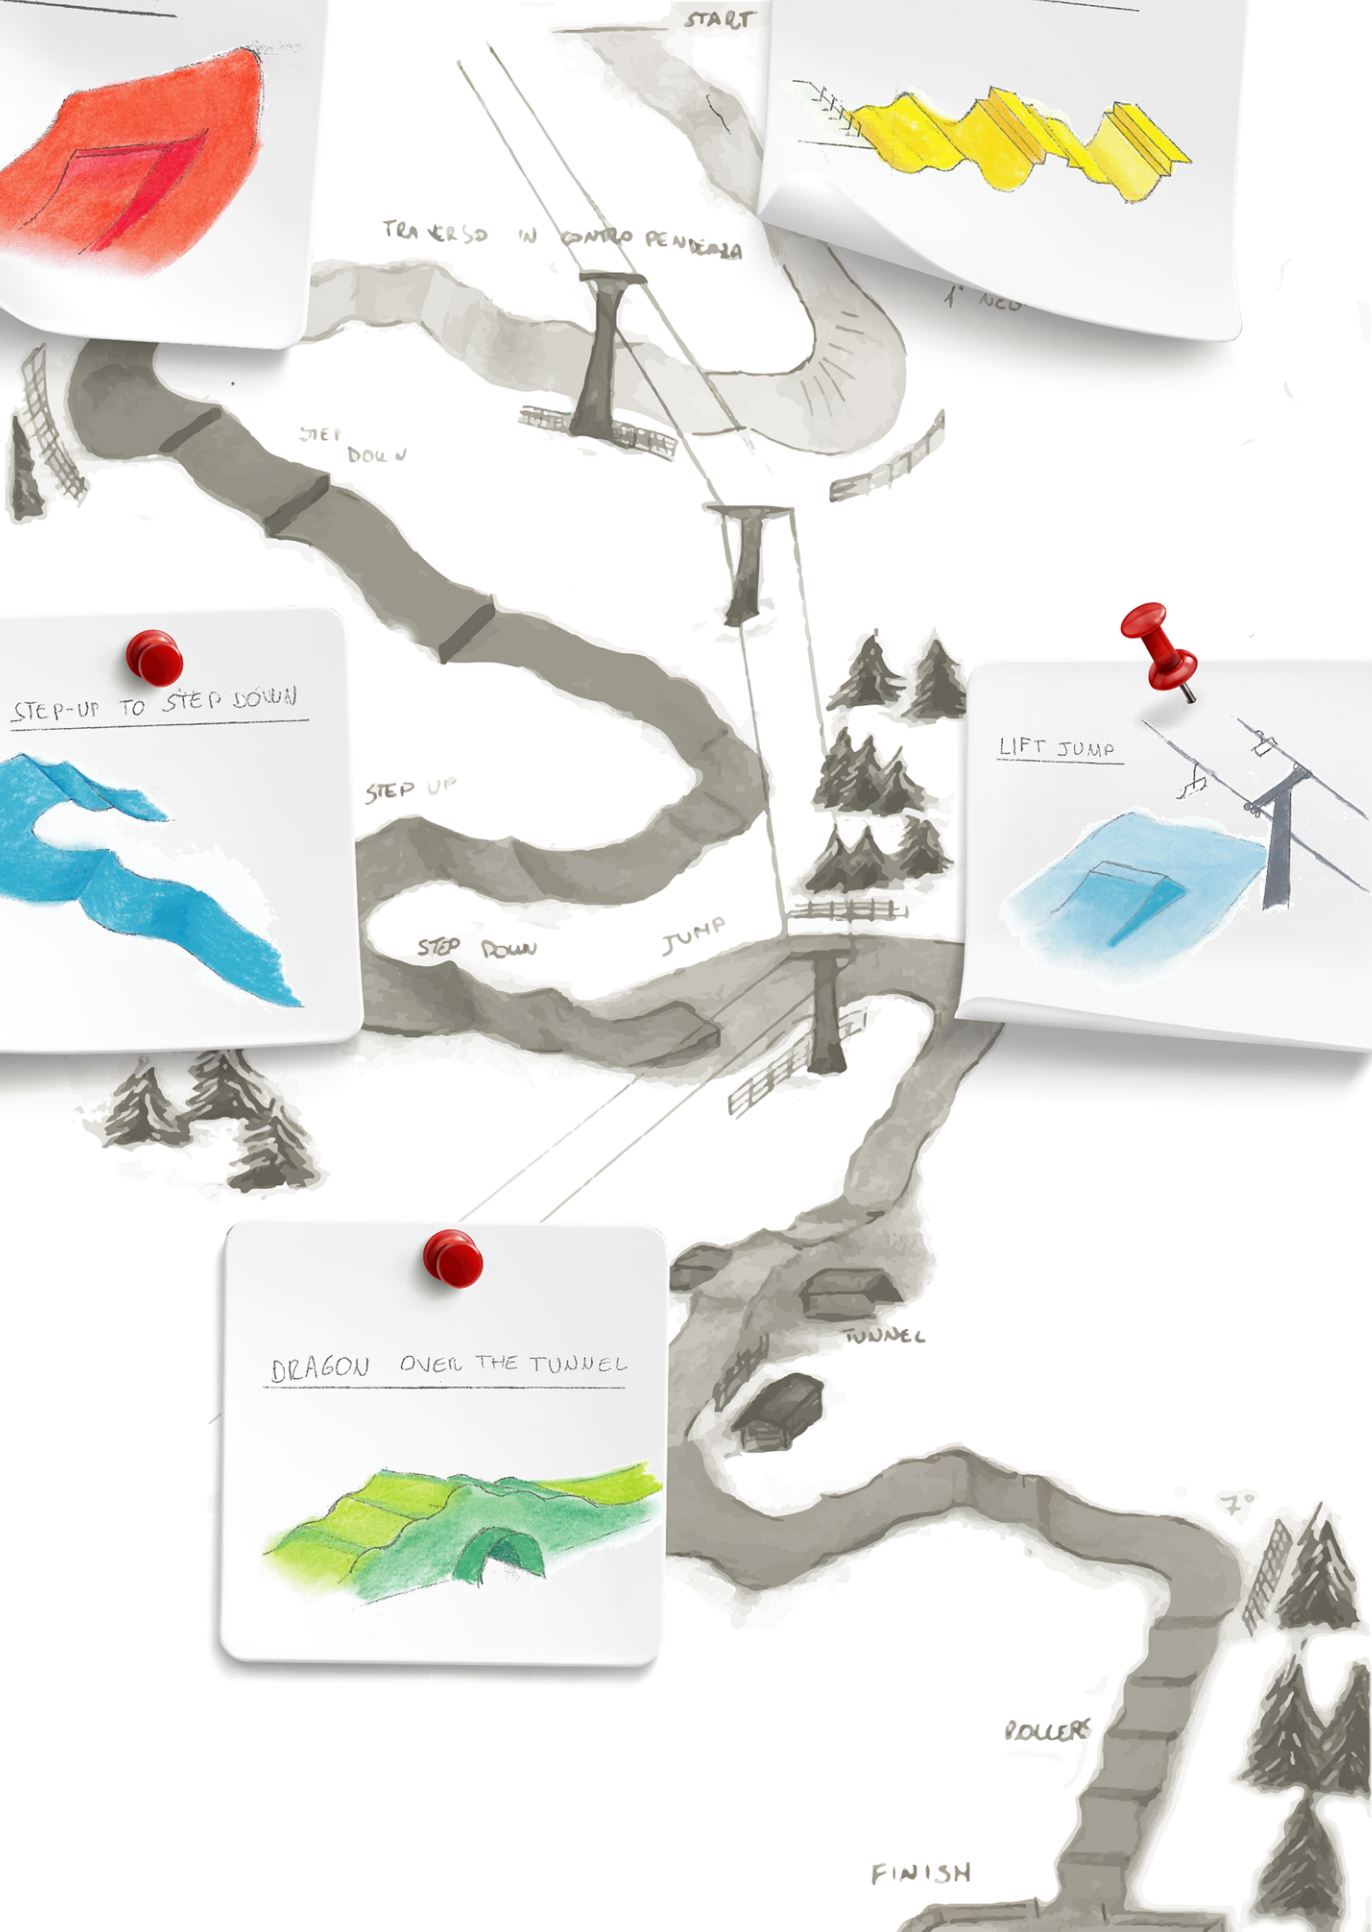 START
TRAVERSO IN CONTRO PENDENZA
1°
STEP
DOWN
STEP-UP TO STEP DOWN
LIFT JUMP
STEP UP
STEP DOWN
JUMP
TUNNEL
DRAGON OVER THE TUNNEL
7°
ROLLERS
FINISH